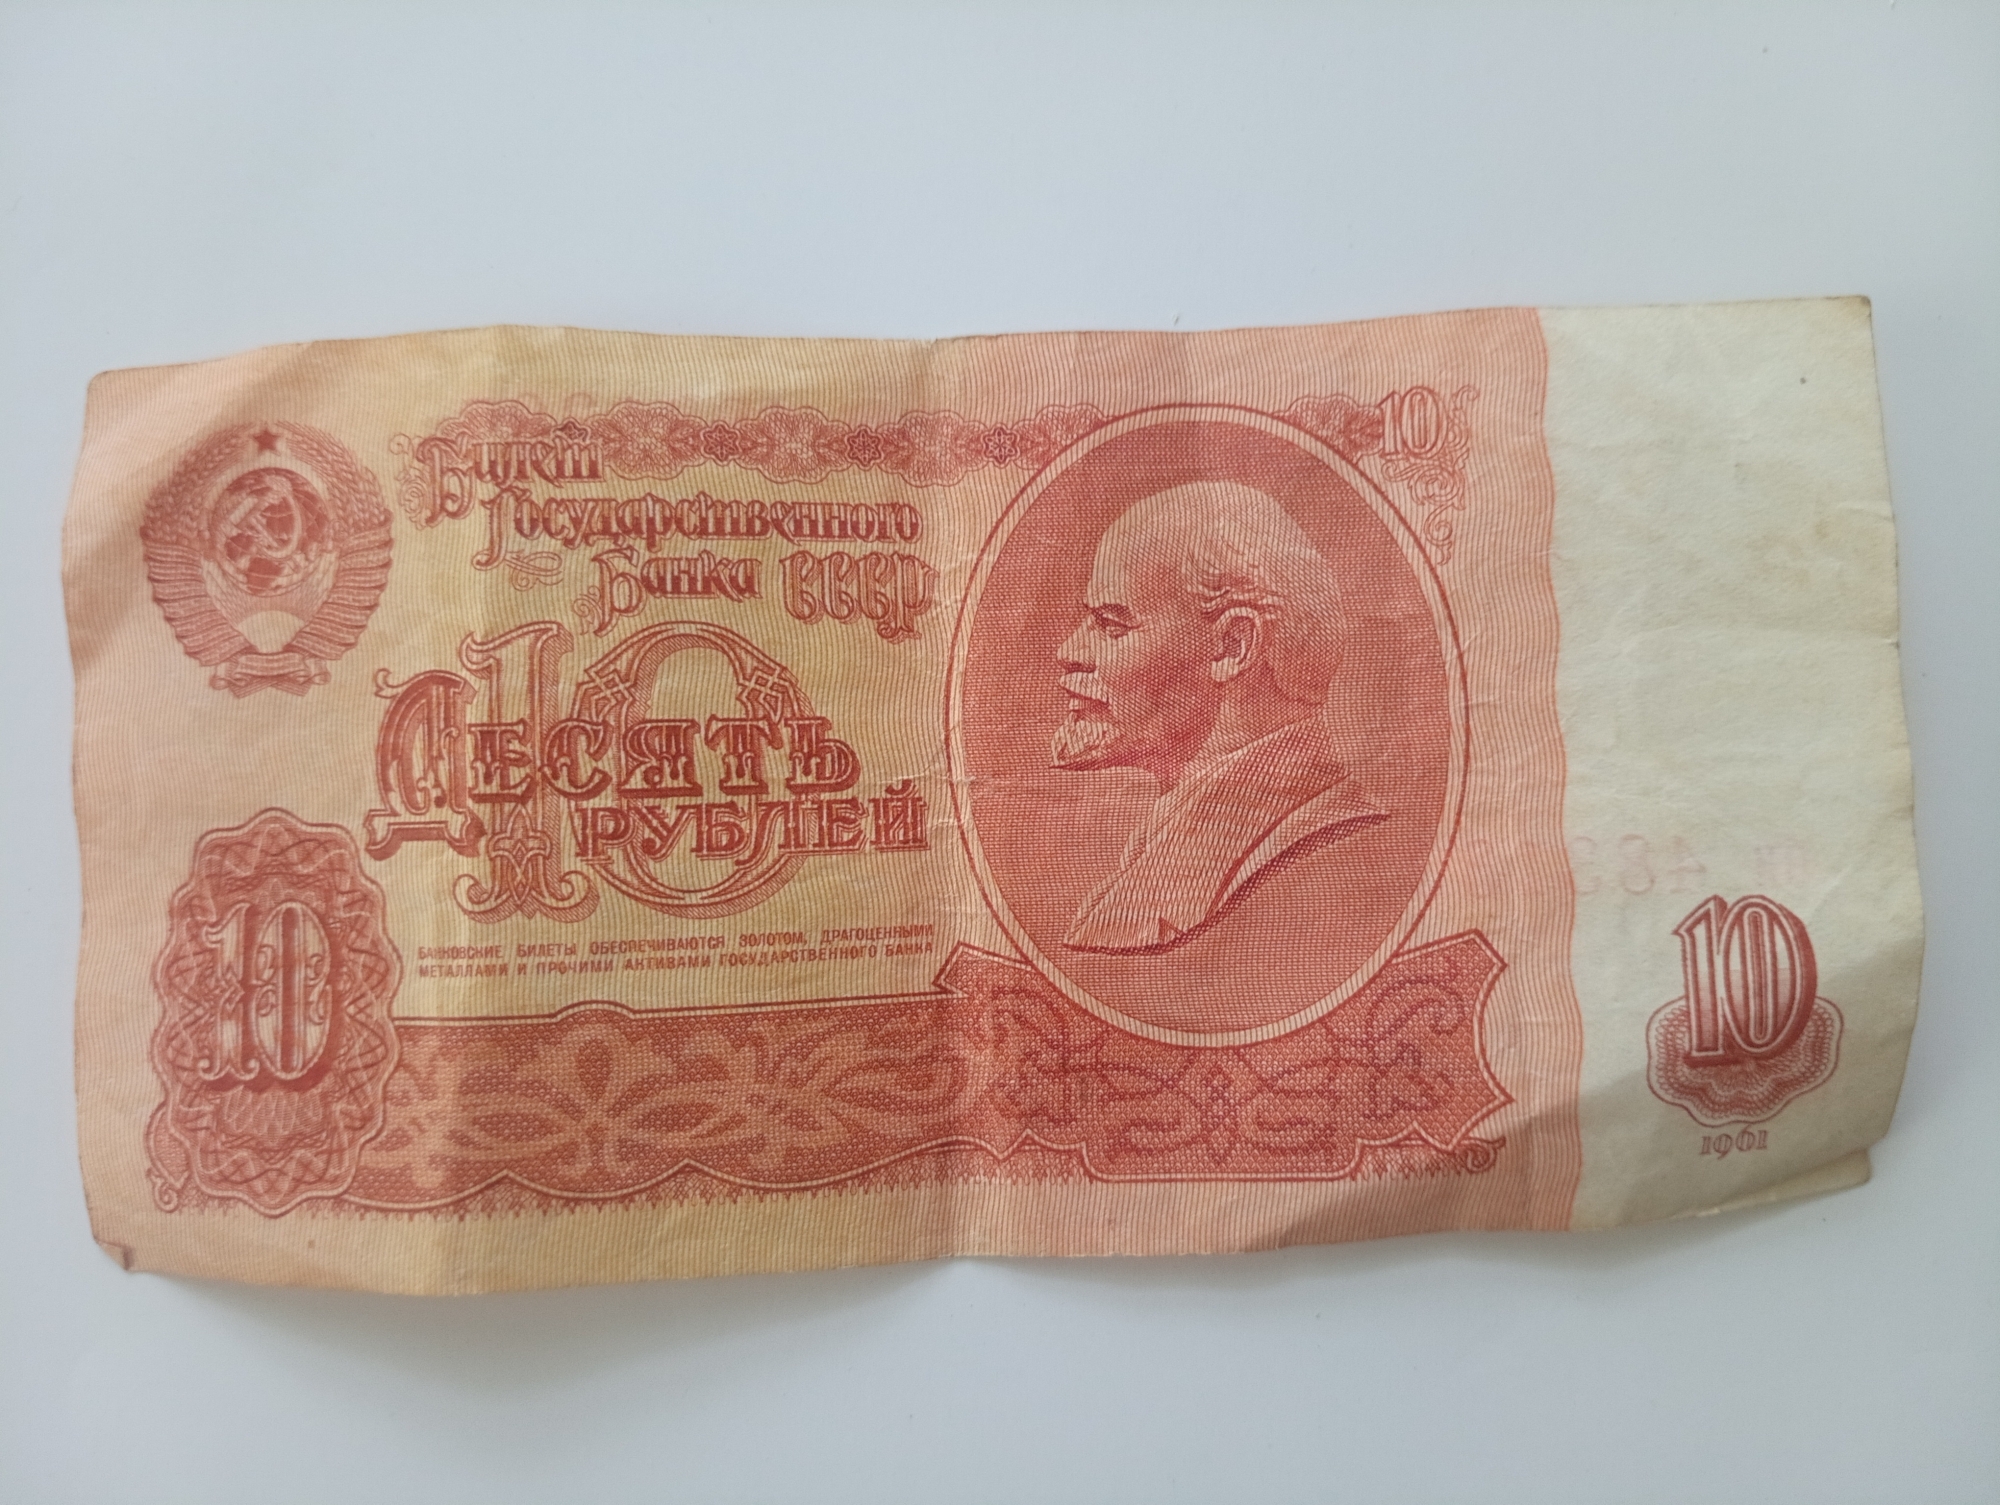 10
Билет
Государственного
Банка СССР
10
Десять
рублей
10
БАНКОВСКИЕ БИЛЕТЫ ОБЕСПЕЧИВАЮТСЯ ЗОЛОТОМ, ДРАГОЦЕННЫМИ
МЕТАЛЛАМИ И ПРОЧИМИ АКТИВАМИ ГОСУДАРСТВЕННОГО БАНКА
10
1961